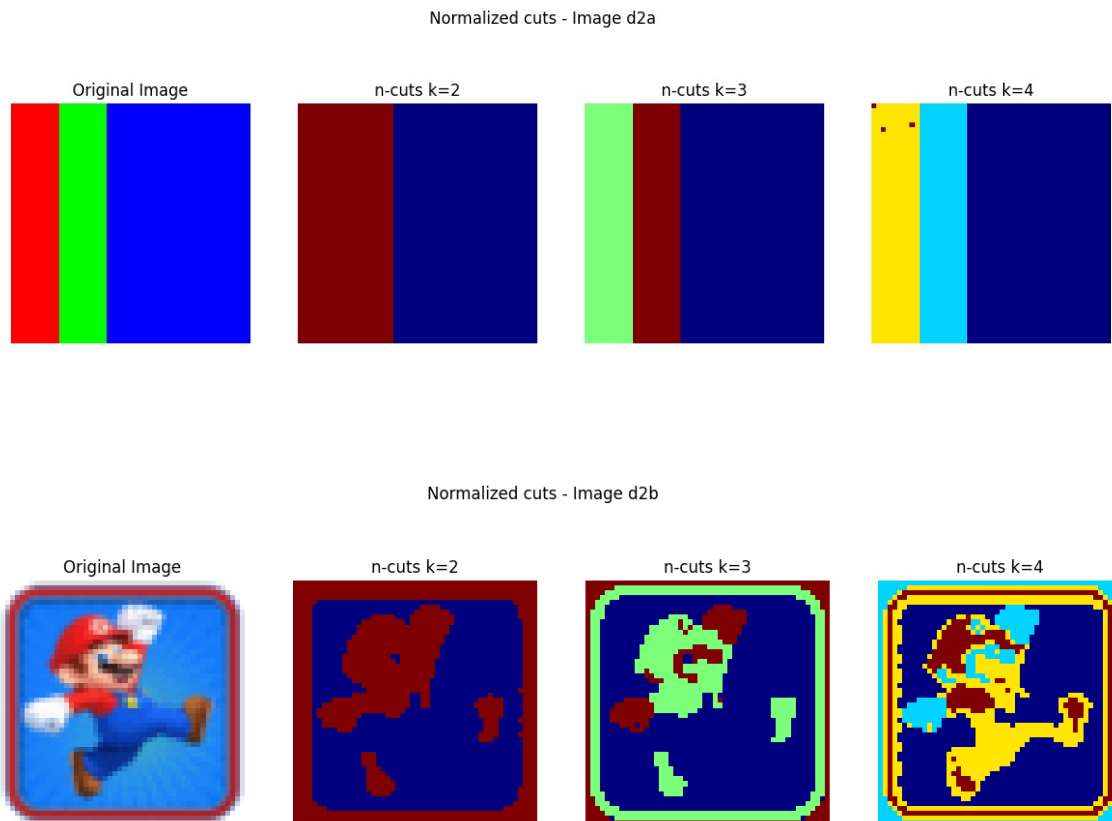 Normalized cuts - Image d2a
Original Image
n-cuts k=2
n-cuts k=3
n-cuts k=4
Normalized cuts - Image d2b
Original Image
n-cuts k=2
n-cuts k=3
n-cuts k=4